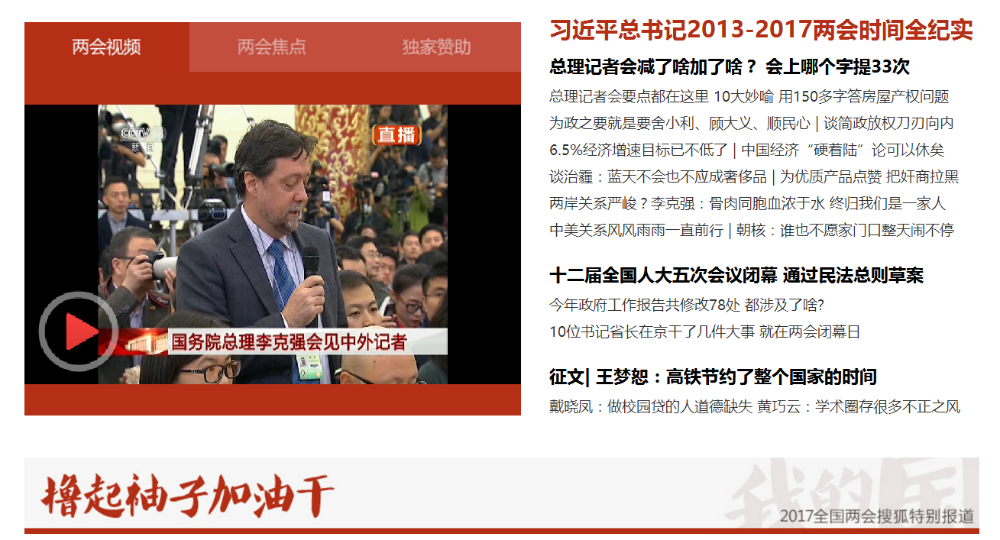 两会视频
两会焦点
独家赞助
CCTV 13
新闻
直播
国务院总理李克强会见中外记者
习近平总书记2013-2017两会时间全纪实
总理记者会减了啥加了啥？ 会上哪个字提33次
总理记者会要点都在这里 10大妙喻 用150多字答房屋产权问题
为政之要就是要舍小利、顾大义、顺民心 | 谈简政放权刀刃向内
6.5%经济增速目标已不低了 | 中国经济“硬着陆”论可以休矣
谈治霾：蓝天不会也不应成奢侈品 | 为优质产品点赞 把奸商拉黑
两岸关系严峻？李克强：骨肉同胞血浓于水 终归我们是一家人
中美关系风风雨雨一直前行 | 朝核：谁也不愿家门口整天闹不停
十二届全国人大五次会议闭幕 通过民法总则草案
今年政府工作报告共修改78处 都涉及了啥?
10位书记省长在京干了几件大事 就在两会闭幕日
征文| 王梦恕：高铁节约了整个国家的时间
戴晓凤：做校园贷的人道德缺失 黄巧云：学术圈存很多不正之风
撸起袖子加油干
我的国
2017全国两会搜狐特别报道